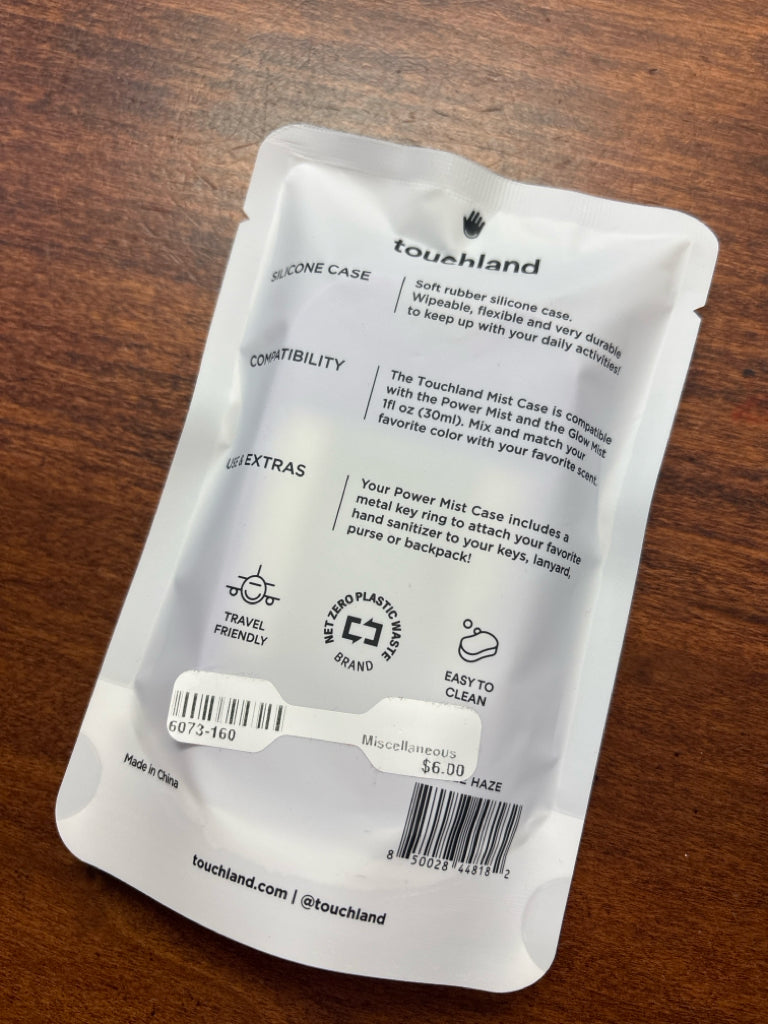 touchland
SILICONE CASE
Soft rubber silicone case.
Wipeable, flexible and very durable
to keep up with your daily activities!
COMPATIBILITY
The Touchland Mist Case is compatible
with the Power Mist and the Glow Mist
1fl oz (30ml). Mix and match your
favorite color with your favorite scent.
& EXTRAS
Your Power Mist Case includes a
metal key ring to attach your favorite
hand sanitizer to your keys, lanyard,
purse or backpack!
TRAVEL
FRIENDLY
NET ZERO PLASTIC WASTE
BRAND
EASY TO
CLEAN
6073-160
Miscellaneous
$6.00
HAZE
Made in China
8 50028 44818 2
touchland.com | @touchland